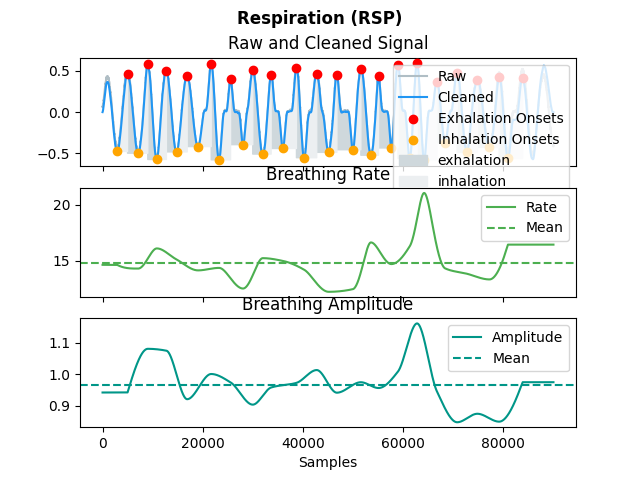 Respiration (RSP)
Raw and Cleaned Signal
0.5
0.0
−0.5
Raw
Cleaned
Exhalation Onsets
Inhalation Onsets
exhalation
inhalation
Breathing Rate
20
15
Rate
Mean
Breathing Amplitude
1.1
1.0
0.9
Amplitude
Mean
0 20000 40000 60000 80000
Samples